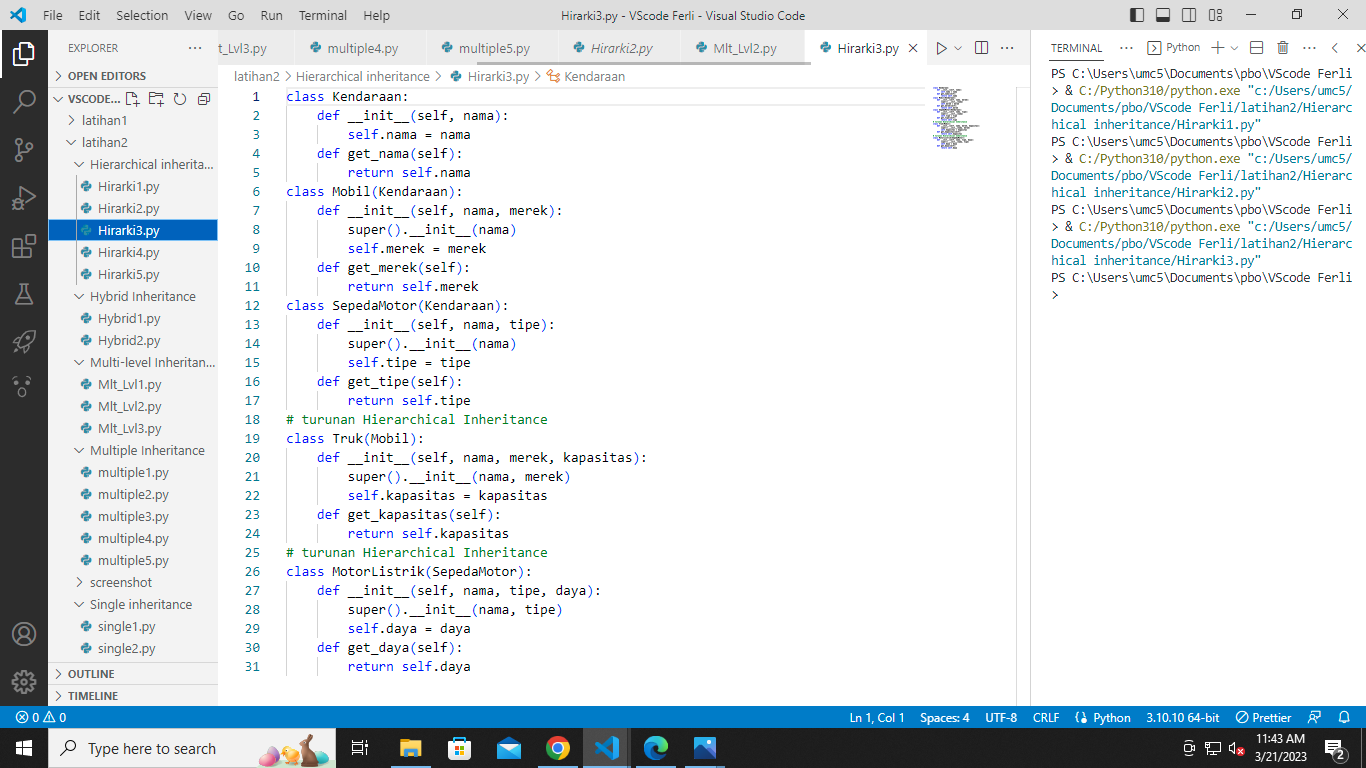 File Edit Selection View Go Run Terminal Help
Hirarki3.py - VScode Ferli - Visual Studio Code
EXPLORER
OPEN EDITORS
VSCODE...
latihan1
latihan2
Hierarchical inherita...
Hirarki1.py
Hirarki2.py
Hirarki3.py
Hirarki4.py
Hirarki5.py
Hybrid Inheritance
Hybrid1.py
Hybrid2.py
Multi-level Inheritan...
Mlt_Lvl1.py
Mlt_Lvl2.py
Mlt_Lvl3.py
Multiple Inheritance
multiple1.py
multiple2.py
multiple3.py
multiple4.py
multiple5.py
screenshot
Single inheritance
single1.py
single2.py
OUTLINE
TIMELINE
t_Lvl3.py multiple4.py multiple5.py Hirarki2.py Mlt_Lvl2.py Hirarki3.py
latihan2 > Hierarchical inheritance > Hirarki3.py > Kendaraan
1 class Kendaraan:
2     def __init__(self, nama):
3         self.nama = nama
4     def get_nama(self):
5         return self.nama
6 class Mobil(Kendaraan):
7     def __init__(self, nama, merek):
8         super().__init__(nama)
9         self.merek = merek
10     def get_merek(self):
11         return self.merek
12 class SepedaMotor(Kendaraan):
13     def __init__(self, nama, tipe):
14         super().__init__(nama)
15         self.tipe = tipe
16     def get_tipe(self):
17         return self.tipe
18 # turunan Hierarchical Inheritance
19 class Truk(Mobil):
20     def __init__(self, nama, merek, kapasitas):
21         super().__init__(nama, merek)
22         self.kapasitas = kapasitas
23     def get_kapasitas(self):
24         return self.kapasitas
25 # turunan Hierarchical Inheritance
26 class MotorListrik(SepedaMotor):
27     def __init__(self, nama, tipe, daya):
28         super().__init__(nama, tipe)
29         self.daya = daya
30     def get_daya(self):
31         return self.daya
TERMINAL Python
PS C:\Users\umc5\Documents\pbo\VScode Ferli
> & C:/Python310/python.exe "c:/Users/umc5/
Documents/pbo/VScode Ferli/latihan2/Hierarc
hical inheritance/Hirarki1.py"
PS C:\Users\umc5\Documents\pbo\VScode Ferli
> & C:/Python310/python.exe "c:/Users/umc5/
Documents/pbo/VScode Ferli/latihan2/Hierarc
hical inheritance/Hirarki2.py"
PS C:\Users\umc5\Documents\pbo\VScode Ferli
> & C:/Python310/python.exe "c:/Users/umc5/
Documents/pbo/VScode Ferli/latihan2/Hierarc
hical inheritance/Hirarki3.py"
PS C:\Users\umc5\Documents\pbo\VScode Ferli
>
0 0 Ln 1, Col 1 Spaces: 4 UTF-8 CRLF Python 3.10.10 64-bit Prettier
Type here to search
11:43 AM
3/21/2023
2